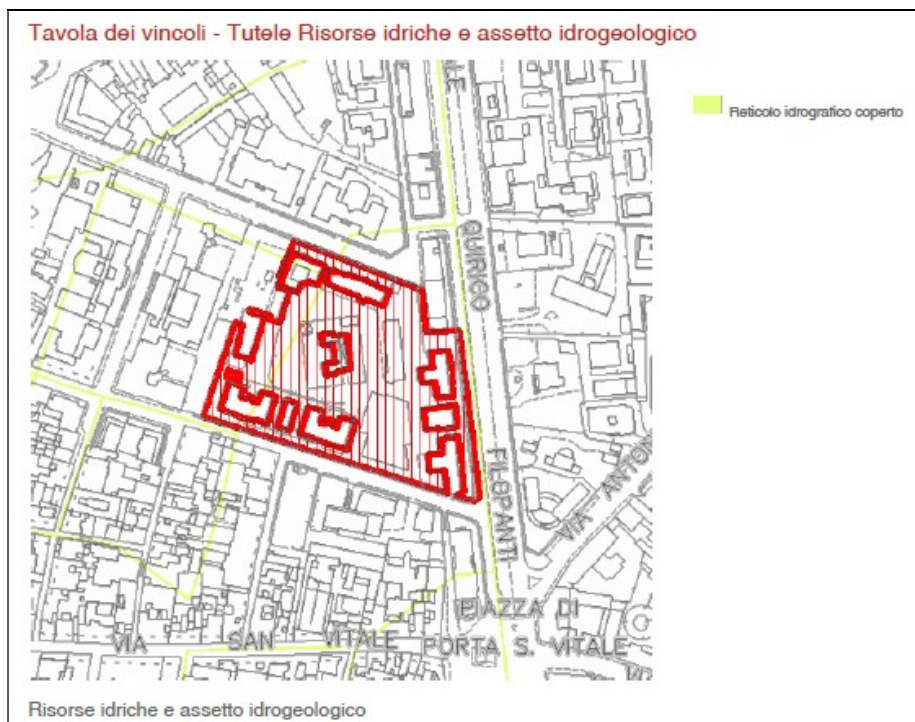 Tavola dei vincoli - Tutele Risorse idriche e assetto idrogeologico
Reticolo idrografico coperto
QUIRICO
FILOPANTI
VIA ANTON
PIAZZA DI
VIA SAN VITALE PORTA S. VITALE
Risorse idriche e assetto idrogeologico